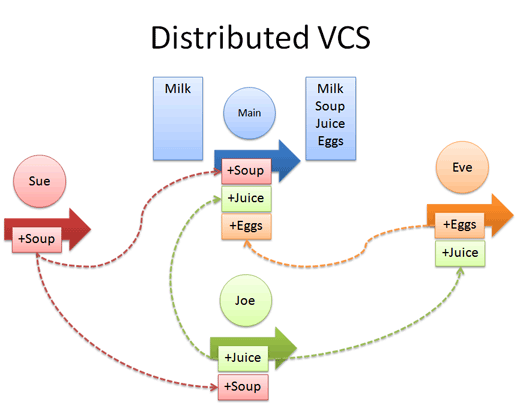 Distributed VCS
Milk
Main
Milk
Soup
Juice
Eggs
Sue
+Soup
+Soup
+Juice
+Eggs
Eve
+Eggs
+Juice
Joe
+Juice
+Soup